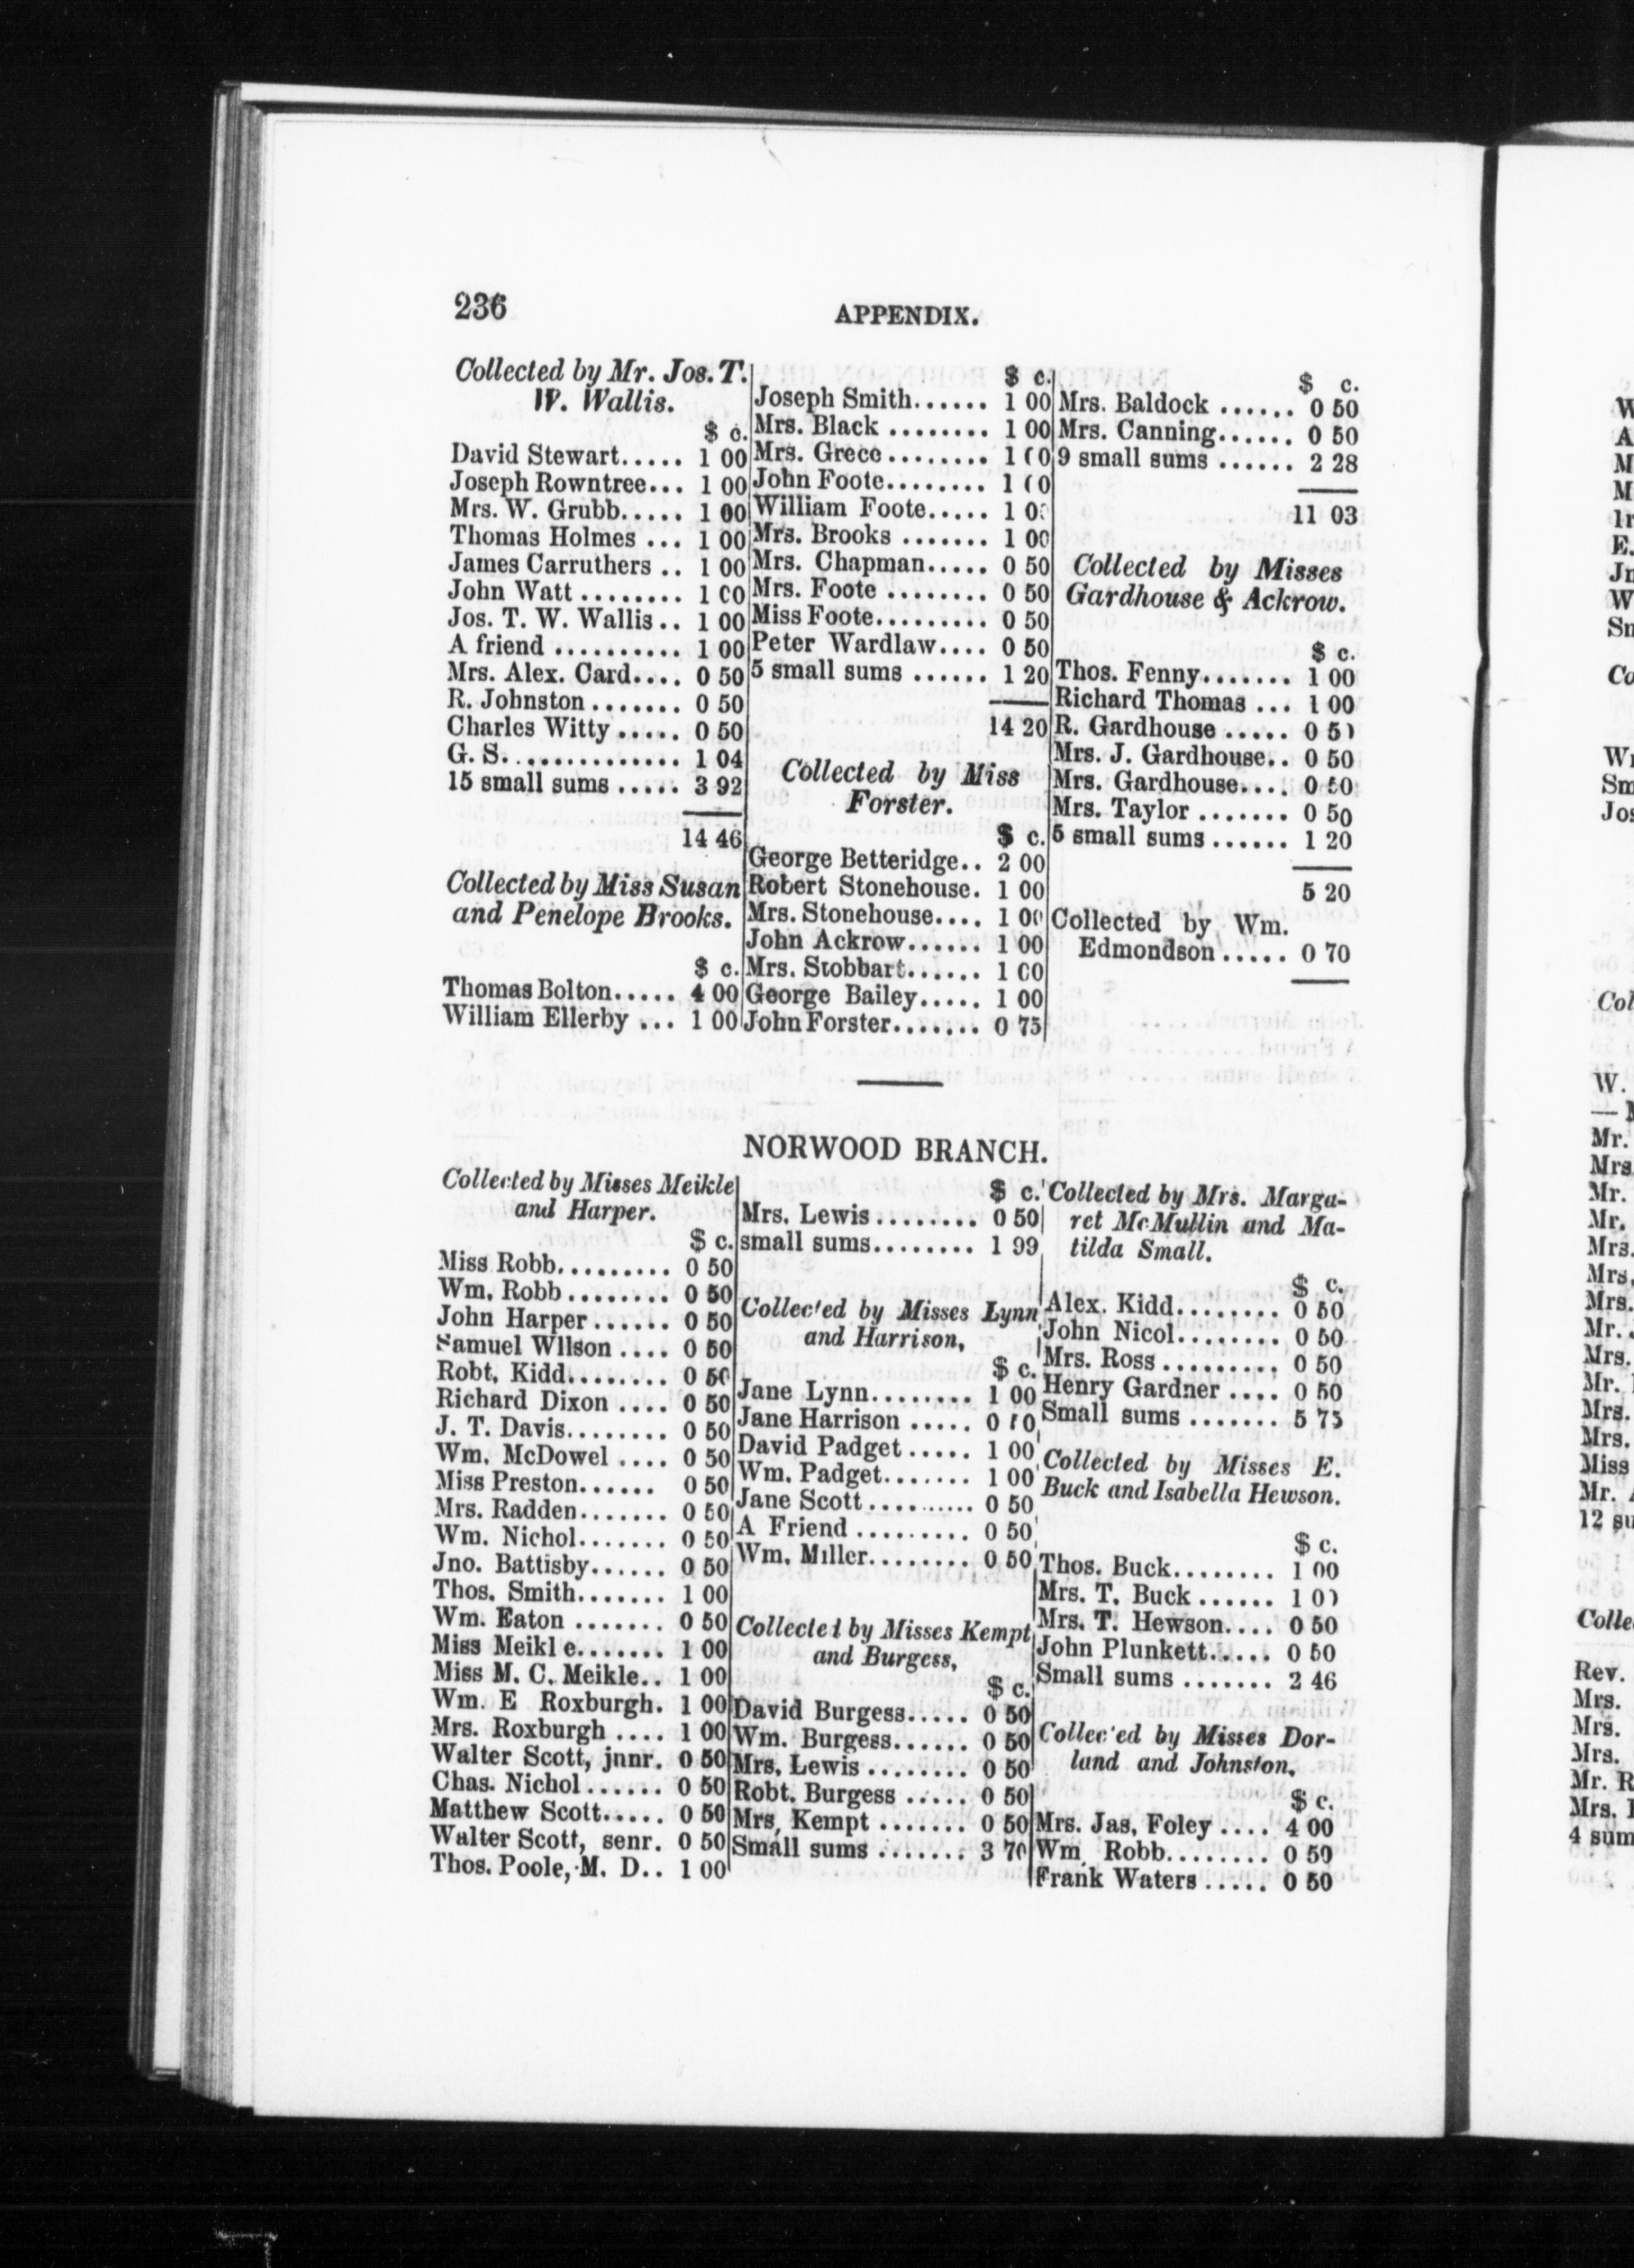 236
APPENDIX.
Collected by Mr. Jos. T.
W. Wallis.
$ c.
David Stewart..... 1 00
Joseph Rowntree... 1 00
Mrs. W. Grubb..... 1 00
Thomas Holmes ... 1 00
James Carruthers .. 1 00
John Watt ........ 1 00
Jos. T. W. Wallis.. 1 00
A friend .......... 1 00
Mrs. Alex. Card.... 0 50
R. Johnston ....... 0 50
Charles Witty ..... 0 50
G. S. ............. 1 04
15 small sums ..... 3 92
14 46
Collected by Miss Susan
and Penelope Brooks.
$ c.
Thomas Bolton..... 4 00
William Ellerby ... 1 00
$ c.
Joseph Smith...... 1 00
Mrs. Black ........ 1 00
Mrs. Grece ........ 1 00
John Foote........ 1 00
William Foote..... 1 00
Mrs. Brooks ....... 1 00
Mrs. Chapman..... 0 50
Mrs. Foote ........ 0 50
Miss Foote......... 0 50
Peter Wardlaw.... 0 50
5 small sums ...... 1 20
14 20
Collected by Miss
Forster.
$ c.
George Betteridge.. 2 00
Robert Stonehouse. 1 00
Mrs. Stonehouse.... 1 00
John Ackrow...... 1 00
Mrs. Stobbart...... 1 00
George Bailey..... 1 00
John Forster....... 0 75
$ c.
Mrs. Baldock ...... 0 50
Mrs. Canning...... 0 50
9 small sums ...... 2 28
11 03
Collected by Misses
Gardhouse & Ackrow.
$ c.
Thos. Fenny....... 1 00
Richard Thomas ... 1 00
R. Gardhouse ..... 0 50
Mrs. J. Gardhouse.. 0 50
Mrs. Gardhouse.... 0 50
Mrs. Taylor ....... 0 50
5 small sums ...... 1 20
5 20
Collected by Wm.
Edmondson ..... 0 70
NORWOOD BRANCH.
Collected by Misses Meikle
and Harper.
$ c.
Miss Robb......... 0 50
Wm. Robb ........ 0 50
John Harper ...... 0 50
Samuel Wilson .... 0 50
Robt. Kidd........ 0 50
Richard Dixon .... 0 50
J. T. Davis........ 0 50
Wm. McDowel .... 0 50
Miss Preston...... 0 50
Mrs. Radden....... 0 50
Wm. Nichol....... 0 50
Jno. Battisby...... 0 50
Thos. Smith....... 1 00
Wm. Eaton ....... 0 50
Miss Meikl e....... 1 00
Miss M. C. Meikle.. 1 00
Wm. E Roxburgh. 1 00
Mrs. Roxburgh .... 1 00
Walter Scott, jnnr. 0 50
Chas. Nichol ...... 0 50
Matthew Scott..... 0 50
Walter Scott, senr. 0 50
Thos. Poole, M. D.. 1 00
$ c.
Mrs. Lewis ........ 0 50
small sums........ 1 99
Collected by Misses Lynn
and Harrison,
$ c.
Jane Lynn........ 1 00
Jane Harrison ..... 0 50
David Padget ..... 1 00
Wm. Padget....... 1 00
Jane Scott .......... 0 50
A Friend ......... 0 50
Wm. Miller........ 0 50
Collected by Misses Kempt
and Burgess,
$ c.
David Burgess..... 0 50
Wm. Burgess...... 0 50
Mrs. Lewis ........ 0 50
Robt. Burgess ..... 0 50
Mrs. Kempt ....... 0 50
Small sums ....... 3 70
Collected by Mrs. Marga-
ret McMullin and Ma-
tilda Small.
$ c.
Alex. Kidd........ 0 50
John Nicol........ 0 50
Mrs. Ross ......... 0 50
Henry Gardner .... 0 50
Small sums ....... 5 75
Collected by Misses E.
Buck and Isabella Hewson.
$ c.
Thos. Buck........ 1 00
Mrs. T. Buck ...... 1 00
Mrs. T. Hewson.... 0 50
John Plunkett..... 0 50
Small sums ....... 2 46
Collected by Misses Dor-
land and Johnston,
$ c.
Mrs. Jas. Foley .... 4 00
Wm. Robb........ 0 50
Frank Waters ..... 0 50